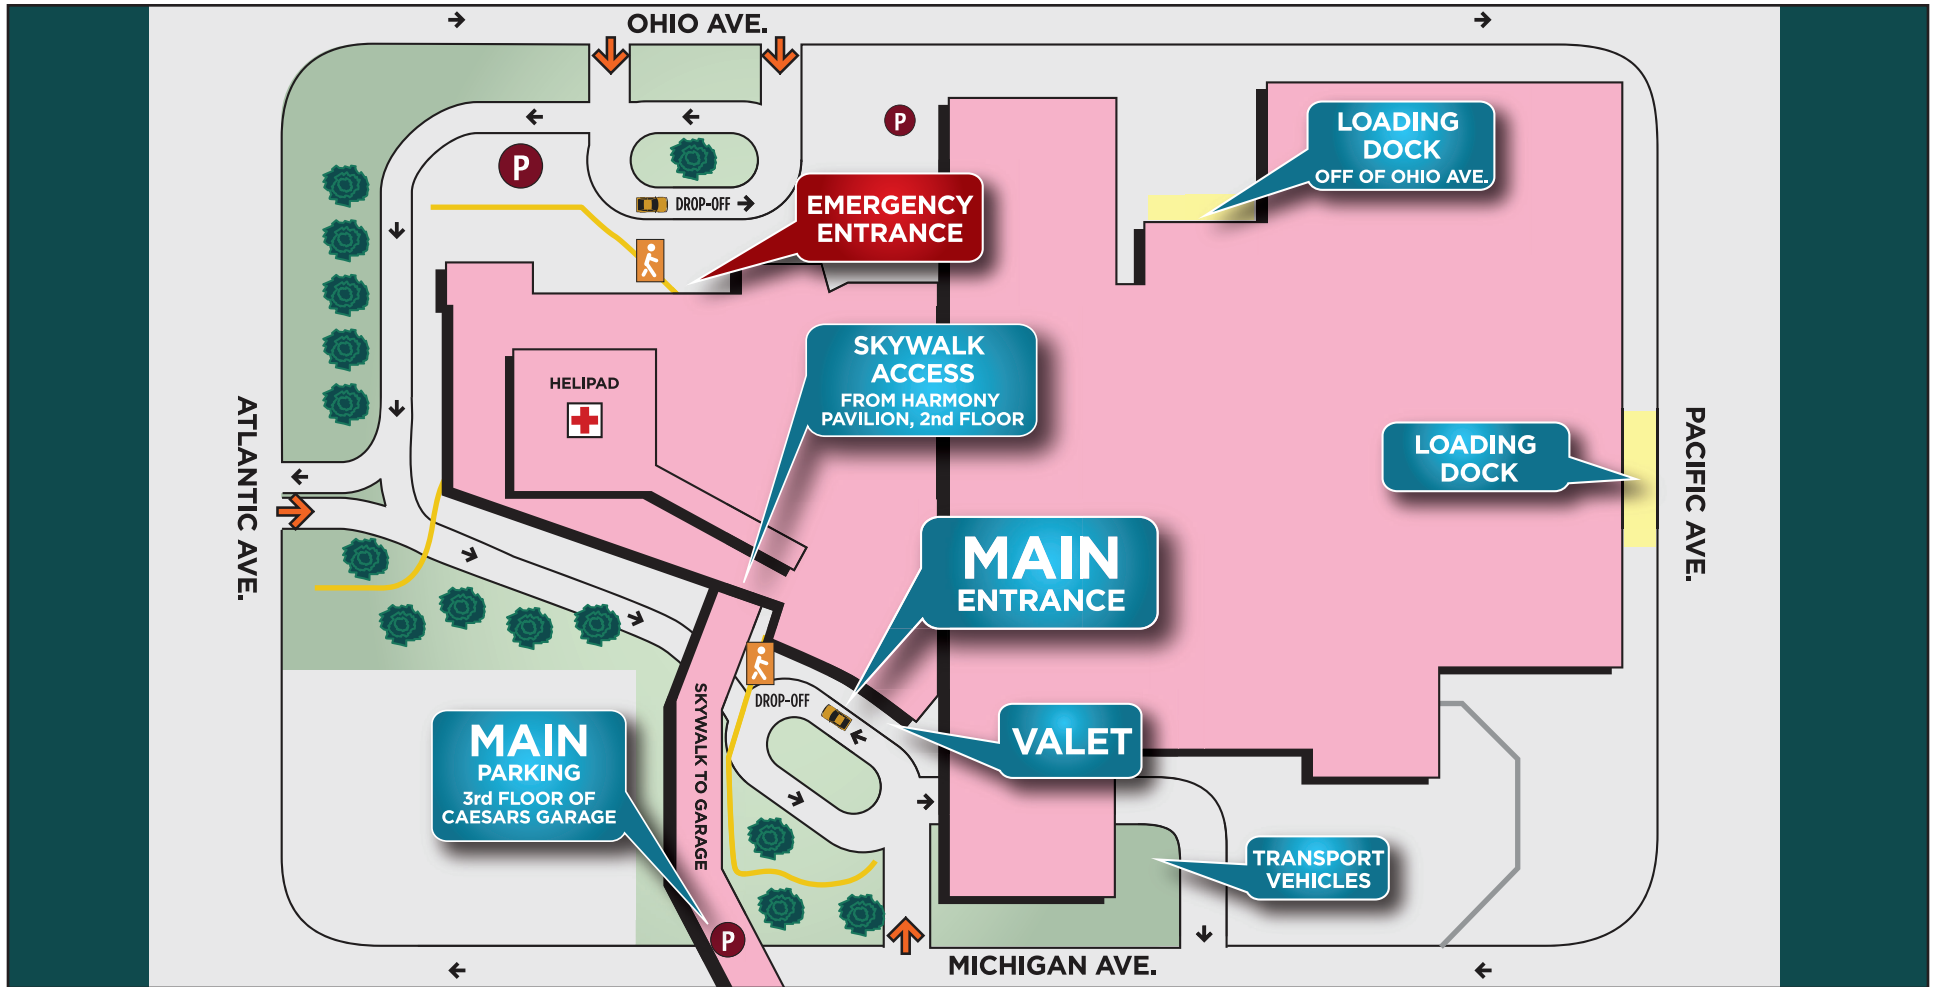 OHIO AVE.
P
P
LOADING
DOCK
OFF OF OHIO AVE.
DROP-OFF
EMERGENCY
ENTRANCE
SKYWALK
ACCESS
FROM HARMONY
PAVILION, 2nd FLOOR
HELIPAD
ATLANTIC AVE.
PACIFIC AVE.
LOADING
DOCK
MAIN
ENTRANCE
DROP-OFF
SKYWALK TO GARAGE
VALET
MAIN
PARKING
3rd FLOOR OF
CAESARS GARAGE
TRANSPORT
VEHICLES
P
MICHIGAN AVE.